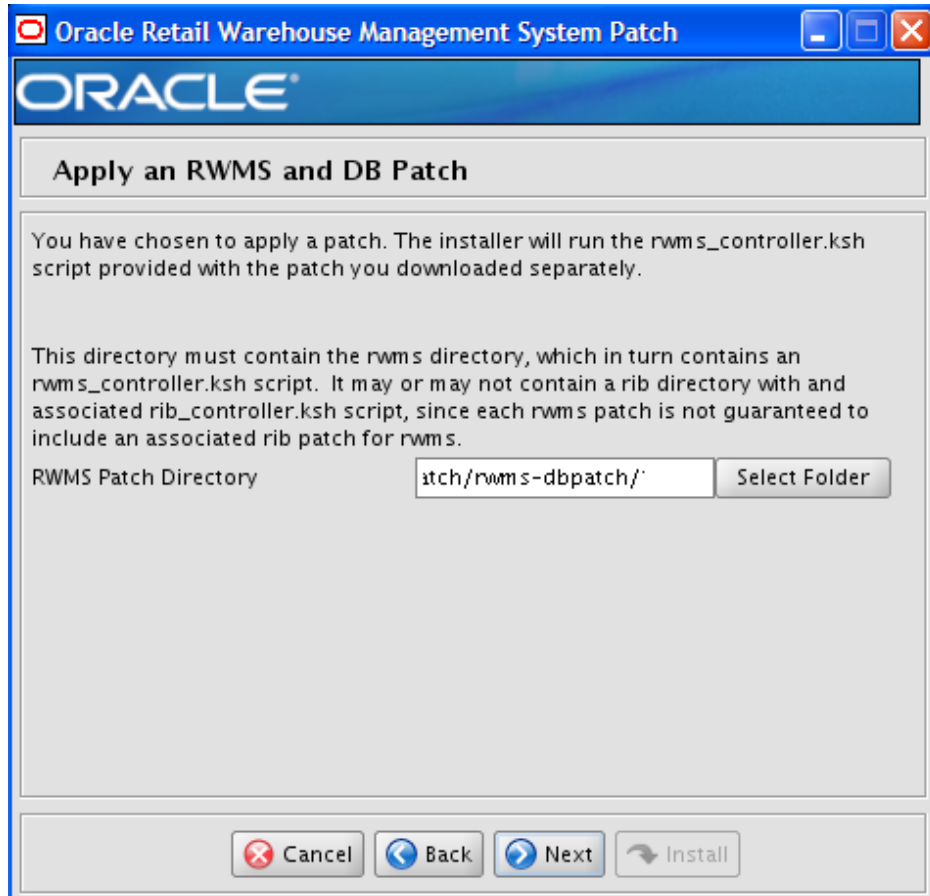 Oracle Retail Warehouse Management System Patch
ORACLE®
Apply an RWMS and DB Patch
You have chosen to apply a patch. The installer will run the rwms_controller.ksh
script provided with the patch you downloaded separately.
This directory must contain the rwms directory, which in turn contains an
rwms_controller.ksh script.  It may or may not contain a rib directory with and
associated rib_controller.ksh script, since each rwms patch is not guaranteed to
include an associated rib patch for rwms.
RWMS Patch Directory atch/rwms-dbpatch/ Select Folder
Cancel Back Next Install